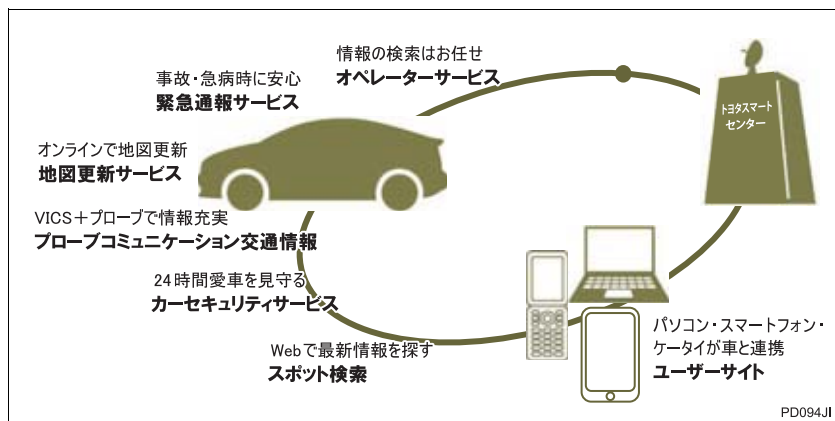 情報の検索はお任せ
オペレーターサービス
事故・急病時に安心
緊急通報サービス
トヨタスマート
センター
オンラインで地図更新
地図更新サービス
VICS＋プローブで情報充実
プローブコミュニケーション交通情報
24時間愛車を見守る
カーセキュリティサービス
Webで最新情報を探す
スポット検索
パソコン・スマートフォン・
ケータイが車と連携
ユーザーサイト
PD094JI